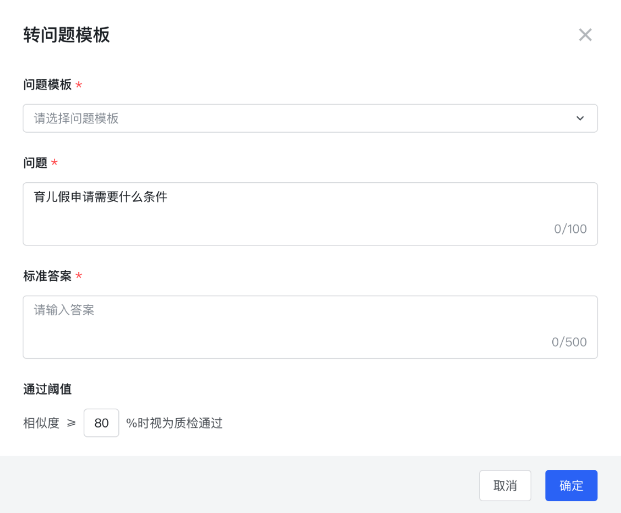 转问题模板
问题模板 *
请选择问题模板
问题 *
育儿假申请需要什么条件
0/100
标准答案 *
请输入答案
0/500
通过阈值
相似度 ≥ 80 %时视为质检通过
取消 确定